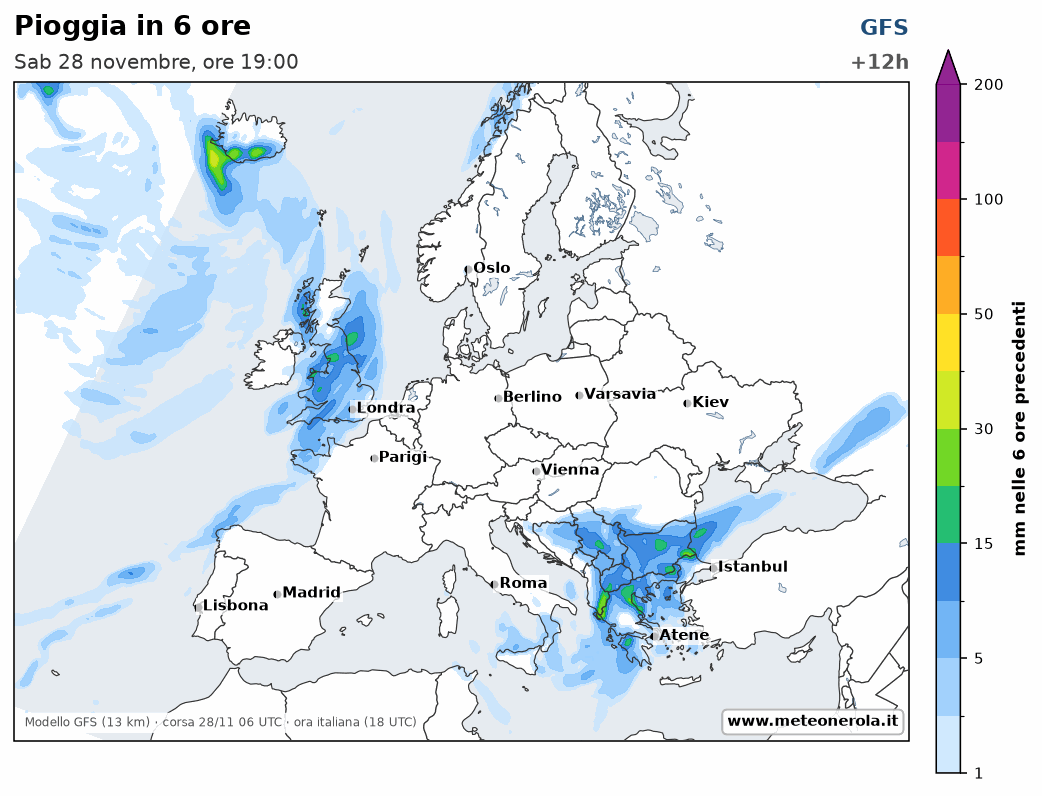 Pioggia in 6 ore
GFS
Sab 28 novembre, ore 19:00
+12h
200
100
50
30
15
5
1
mm nelle 6 ore precedenti
Oslo
Berlino
Varsavia
Kiev
Londra
Parigi
Vienna
Istanbul
Roma
Madrid
Lisbona
Atene
Modello GFS (13 km) · corsa 28/11 06 UTC · ora italiana (18 UTC)
www.meteonerola.it